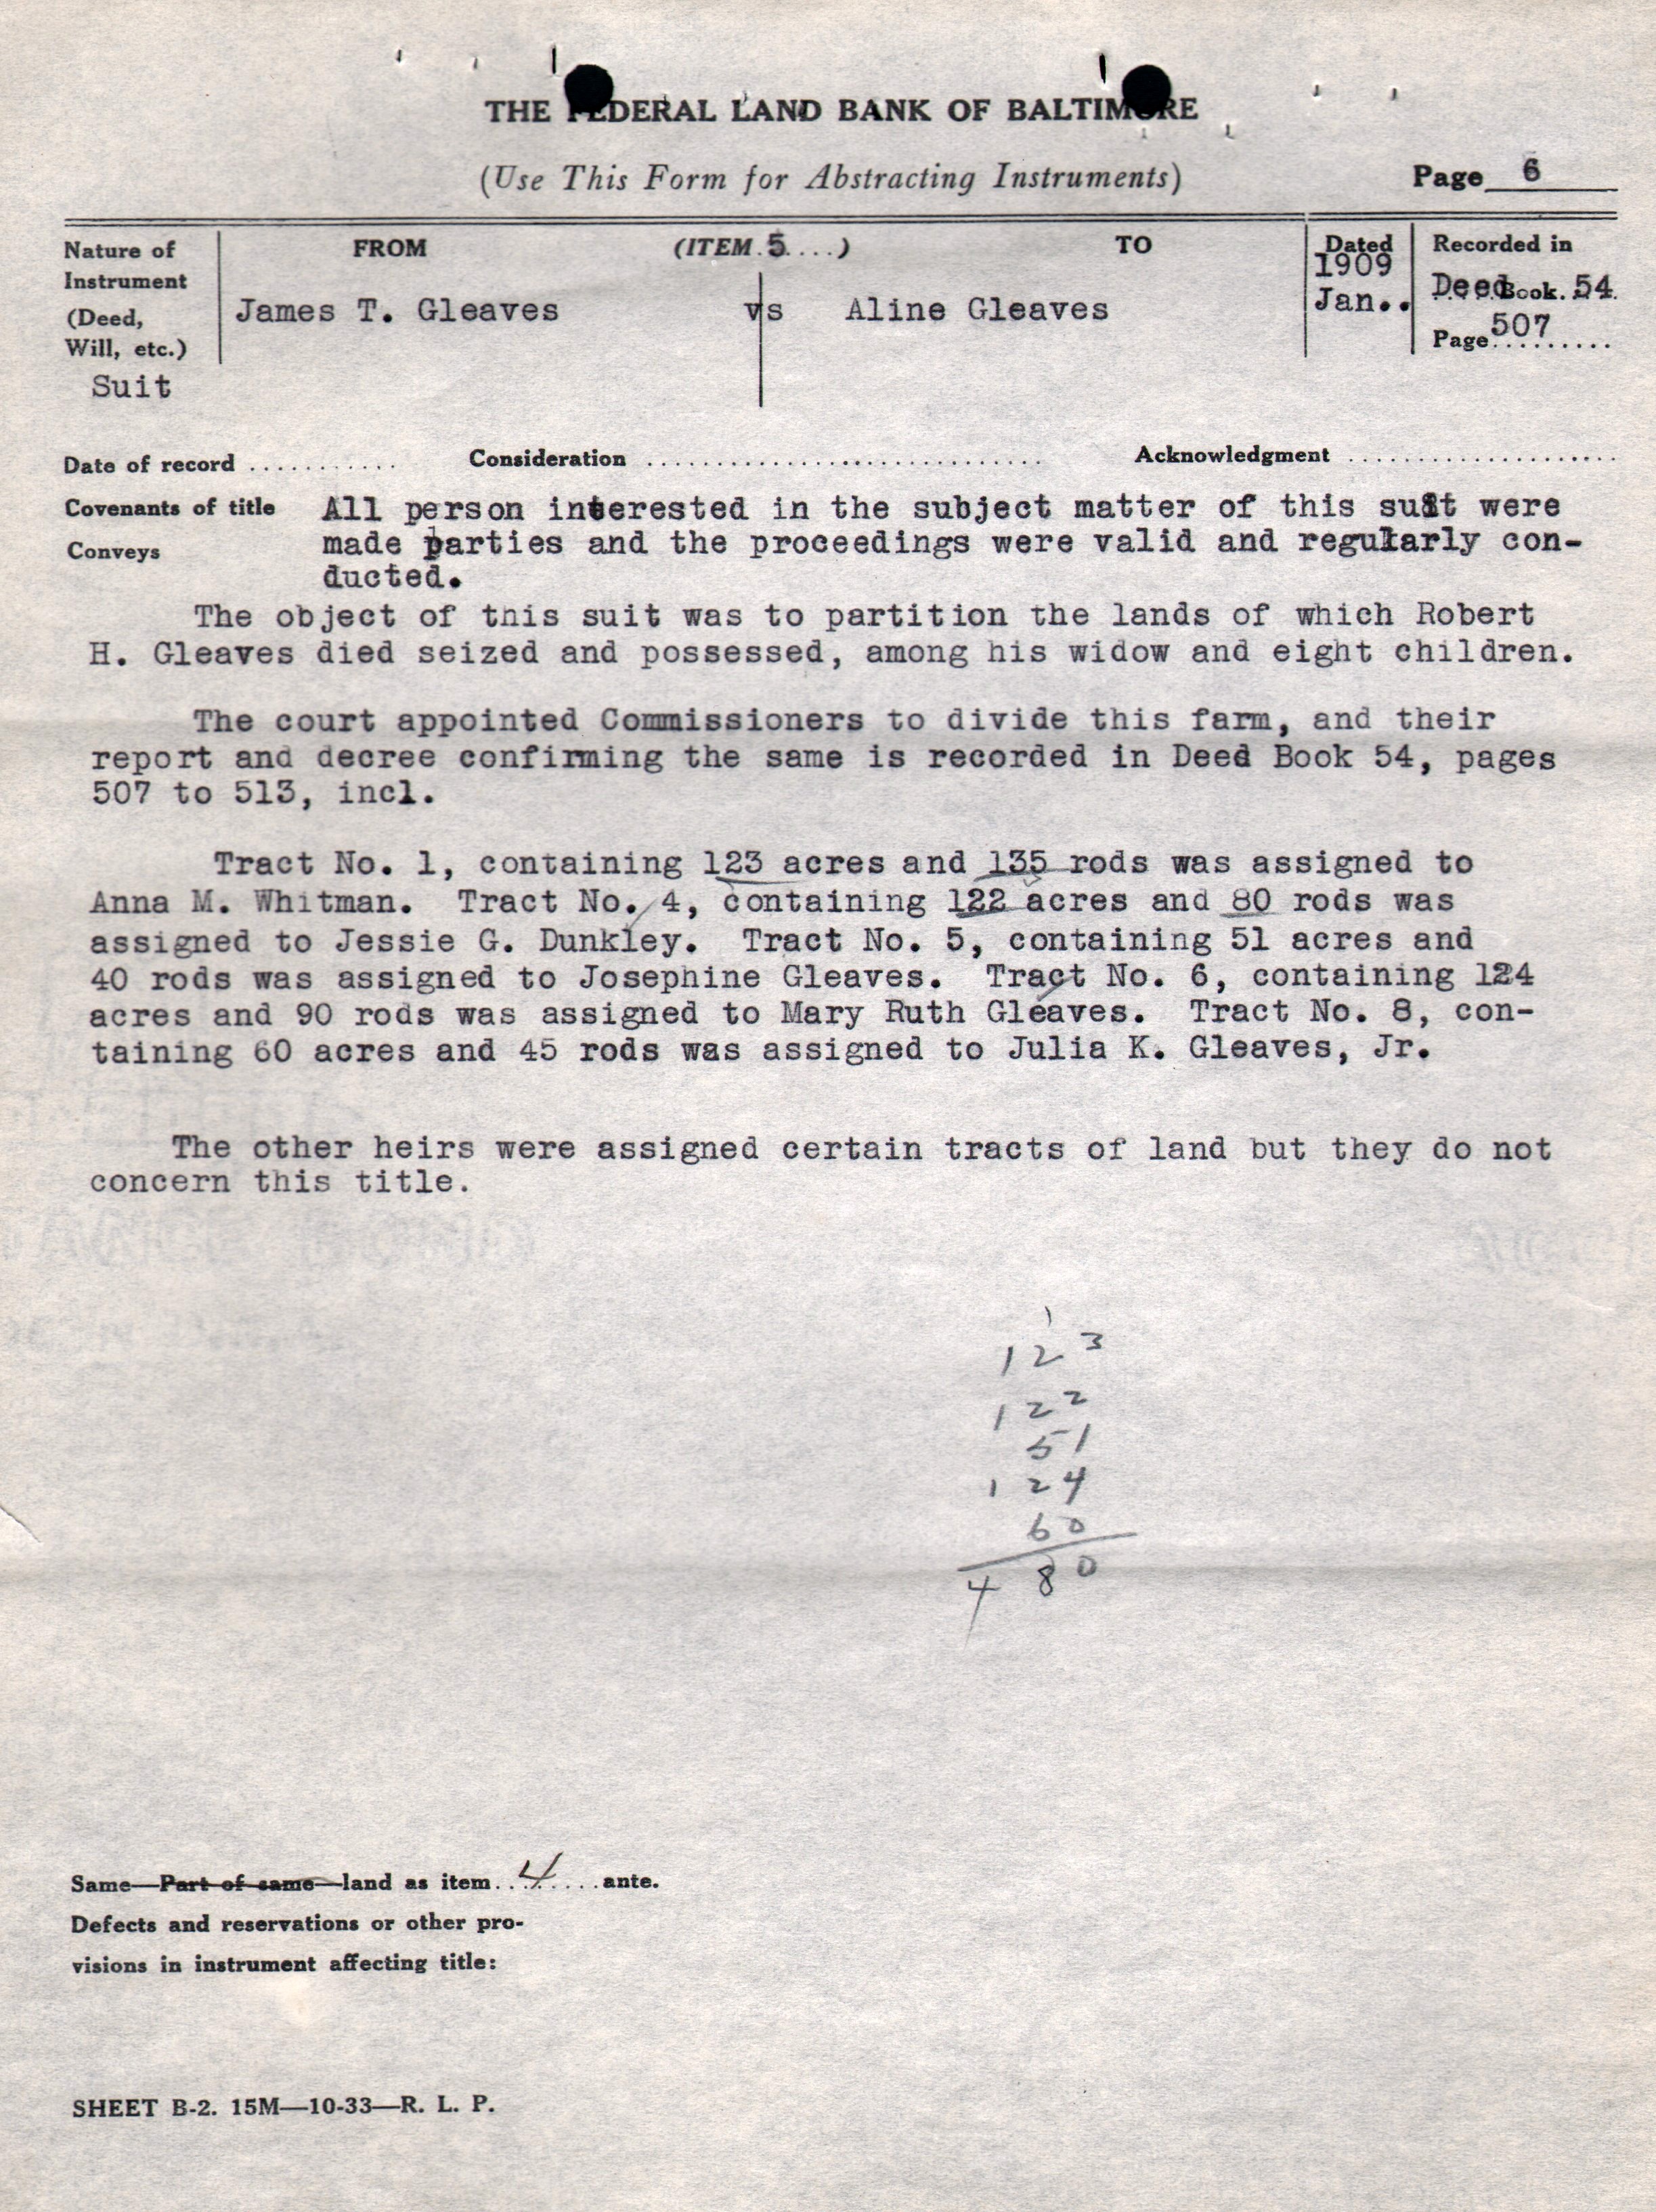 THE FEDERAL LAND BANK OF BALTIMORE
(Use This Form for Abstracting Instruments)
Page 6
Nature of Instrument (Deed, Will, etc.)
Suit
FROM (ITEM 5....) TO
James T. Gleaves vs Aline Gleaves
Dated
1909
Jan..
Recorded in
Deed Book. 54
Page 507
Date of record ........... Consideration ............................. Acknowledgment ....................
Covenants of title
Conveys
All person interested in the subject matter of this suit were
made parties and the proceedings were valid and regularly con-
ducted.
The object of this suit was to partition the lands of which Robert
H. Gleaves died seized and possessed, among his widow and eight children.
The court appointed Commissioners to divide this farm, and their
report and decree confirming the same is recorded in Deed Book 54, pages
507 to 513, incl.
Tract No. 1, containing 123 acres and 135 rods was assigned to
Anna M. Whitman. Tract No. 4, containing 122 acres and 80 rods was
assigned to Jessie G. Dunkley. Tract No. 5, containing 51 acres and
40 rods was assigned to Josephine Gleaves. Tract No. 6, containing 124
acres and 90 rods was assigned to Mary Ruth Gleaves. Tract No. 8, con-
taining 60 acres and 45 rods was assigned to Julia K. Gleaves, Jr.
The other heirs were assigned certain tracts of land but they do not
concern this title.
1
123
122
51
124
60
480
Same—Part of same—land as item...4....ante.
Defects and reservations or other pro-
visions in instrument affecting title:
SHEET B-2. 15M—10-33—R. L. P.